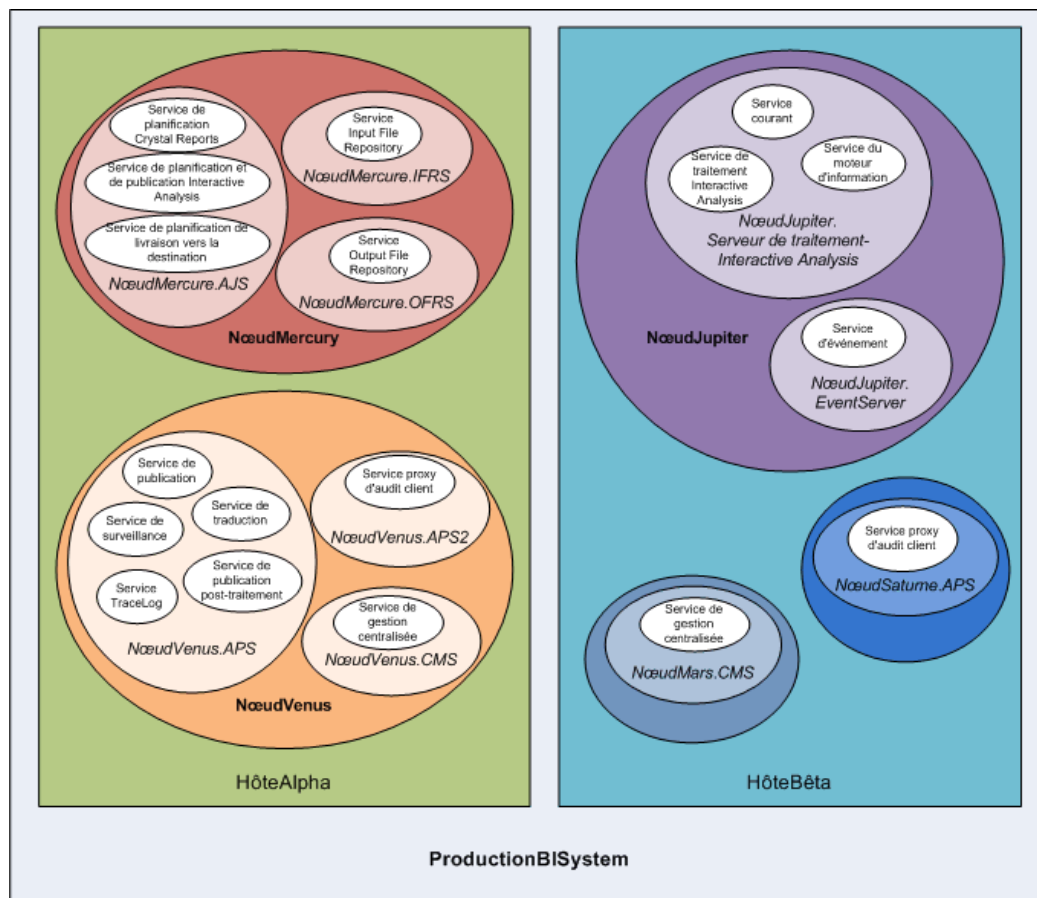 Service de
planification
Crystal Reports
Service de planification et
de publication Interactive
Analysis
Service de planification de
livraison vers la
destination
NœudMercure.AJS
Service
Input File
Repository
NœudMercure.IFRS
Service
Output File
Repository
NœudMercure.OFRS
NœudMercury
Service de
publication
Service de
surveillance
Service de
traduction
Service
TraceLog
Service de
publication
post-traitement
NœudVenus.APS
Service proxy
d'audit client
NœudVenus.APS2
Service de
gestion
centralisée
NœudVenus.CMS
NœudVenus
HôteAlpha
Service
courant
Service de
traitement
Interactive
Analysis
Service du
moteur
d'information
NœudJupiter.
Serveur de traitement-
Interactive Analysis
NœudJupiter
Service
d'événement
NœudJupiter.
EventServer
Service proxy
d'audit client
NœudSaturne.APS
Service de
gestion
centralisée
NœudMars.CMS
HôteBêta
ProductionBISystem